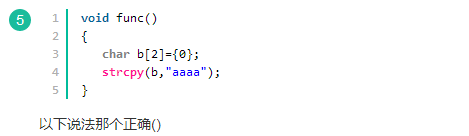 5
1 void func()
2 {
3 char b[2]={0};
4 strcpy(b,"aaaa");
5 }
以下说法那个正确()